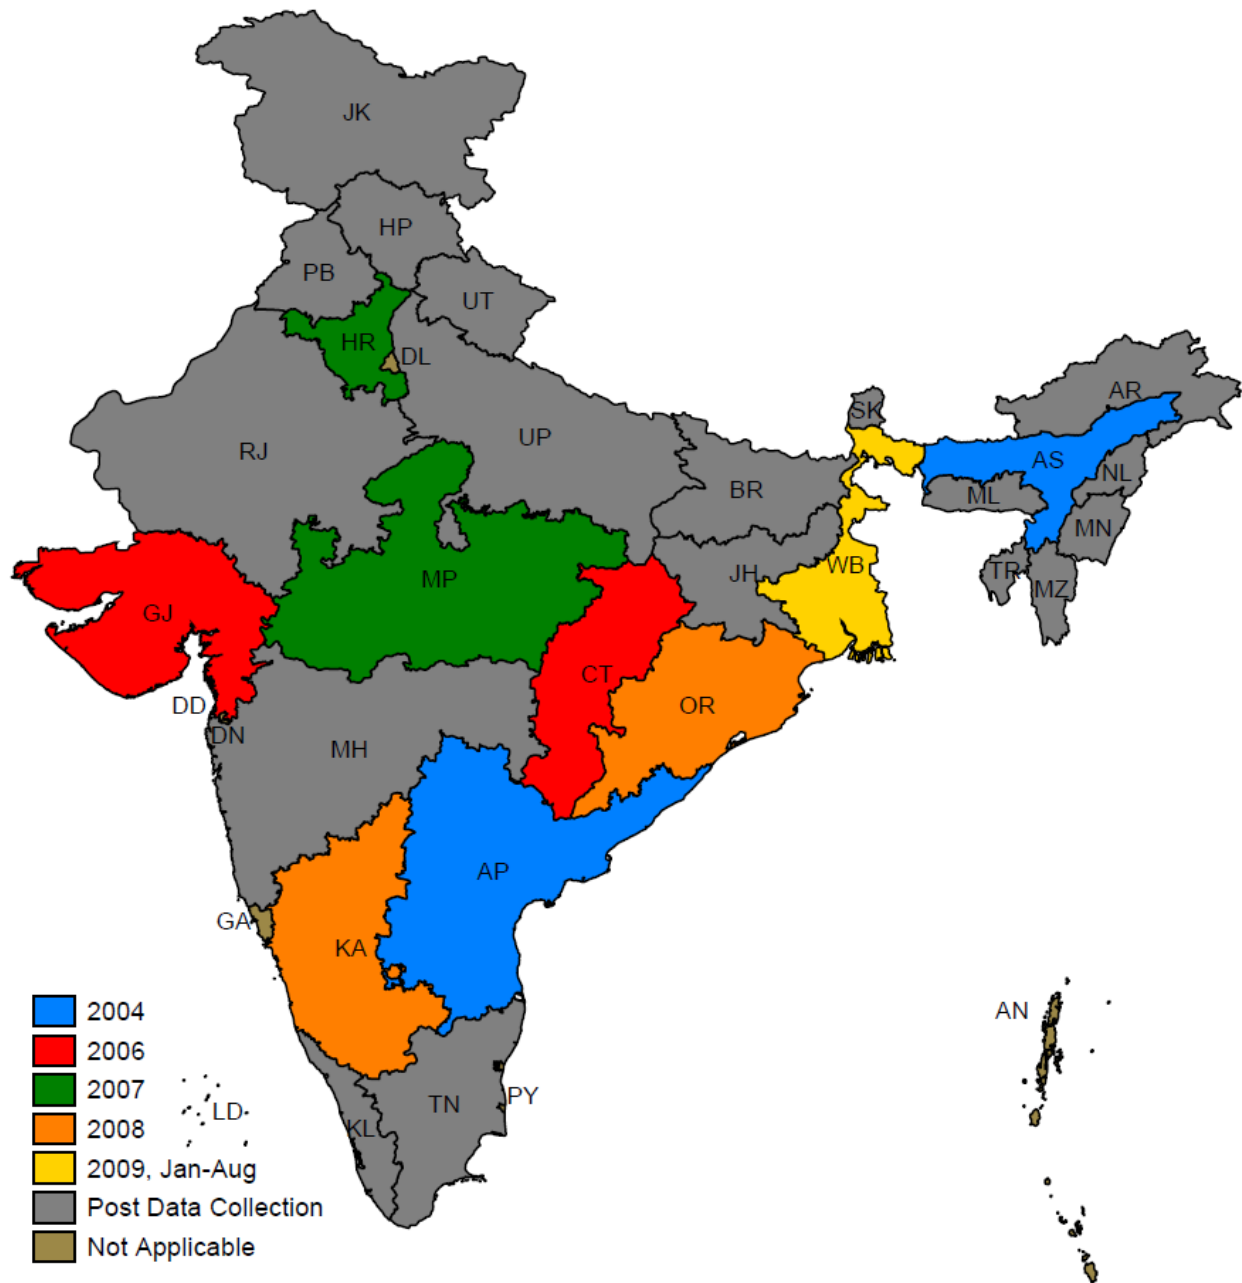 JK
HP
PB
UT
HR
DL
AR
SK
RJ
UP
AS
NL
BR
ML
MN
WB
TR
JH
MP
MZ
GJ
CT
DD
OR
DN
MH
AP
GA
KA
AN
2004
2006
2007
PY
LD
TN
2008
KL
2009, Jan-Aug
Post Data Collection
Not Applicable